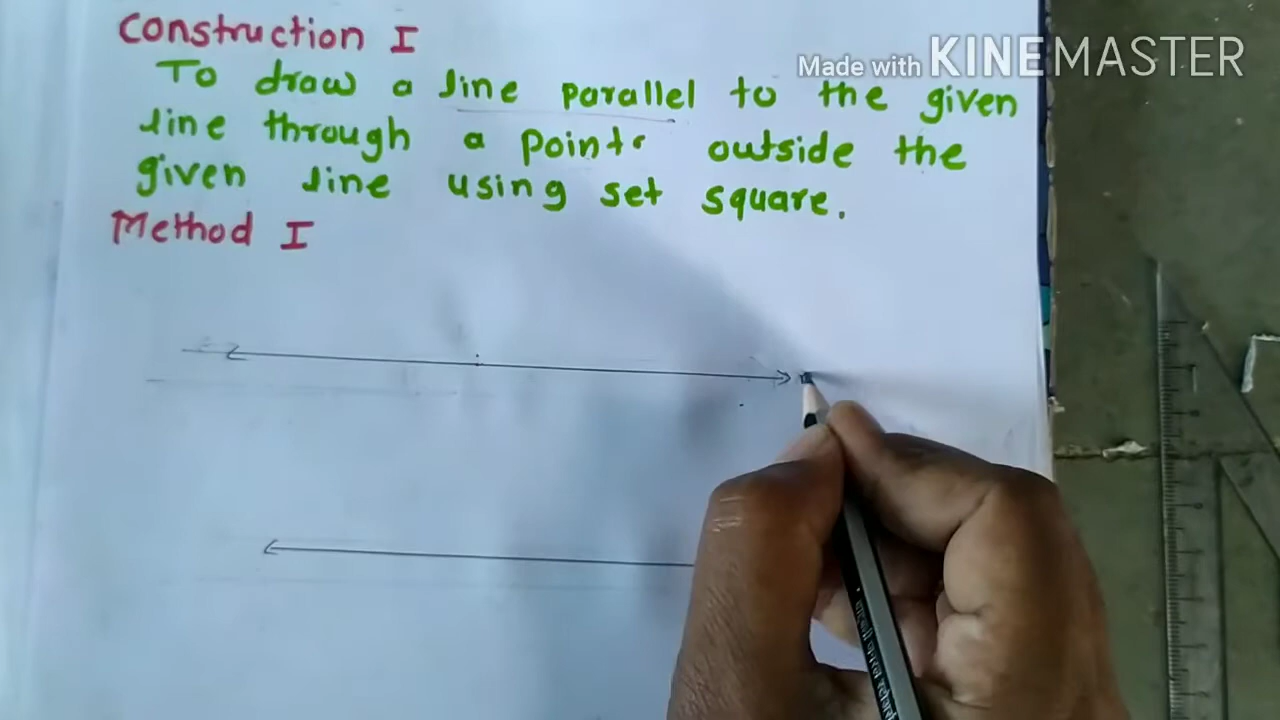 Construction I
Made with KINEMASTER
To draw a line parallel to the given
line through a point outside the
given line using set square.
Method I